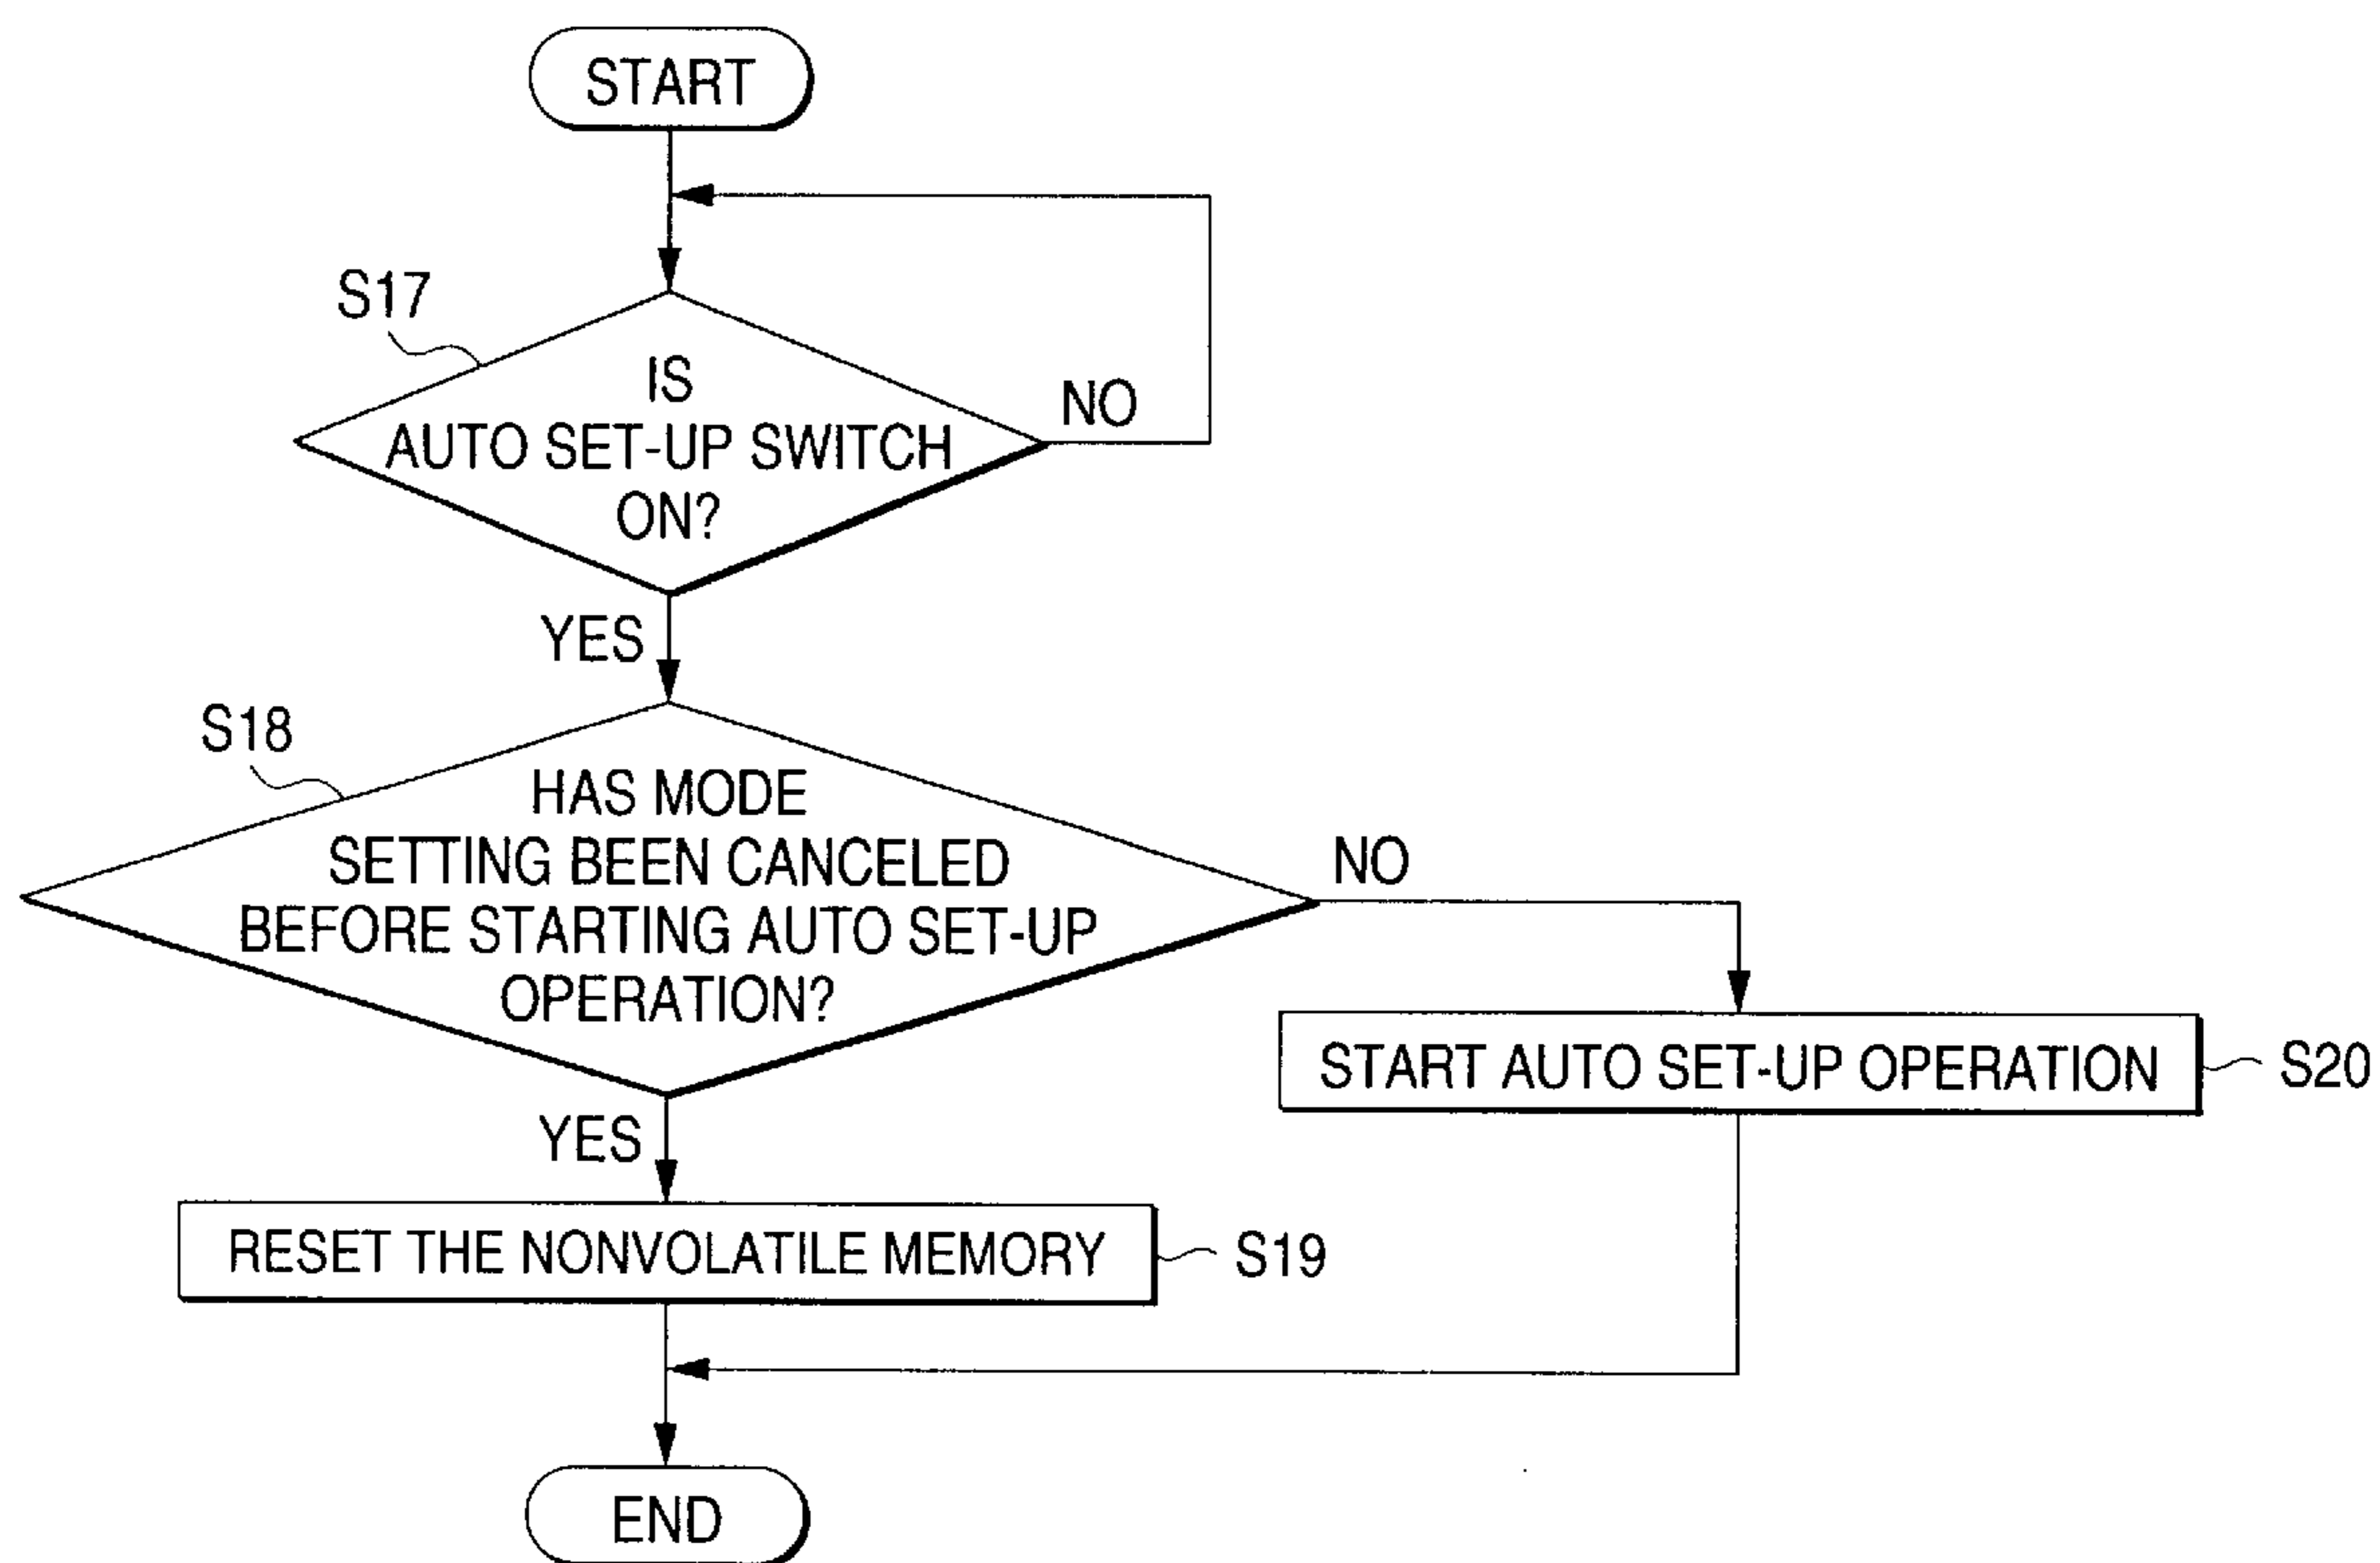 START
S17
IS
AUTO SET-UP SWITCH
ON?
NO
YES
S18
HAS MODE
SETTING BEEN CANCELED
BEFORE STARTING AUTO SET-UP
OPERATION?
NO
START AUTO SET-UP OPERATION
S20
YES
RESET THE NONVOLATILE MEMORY
S19
END